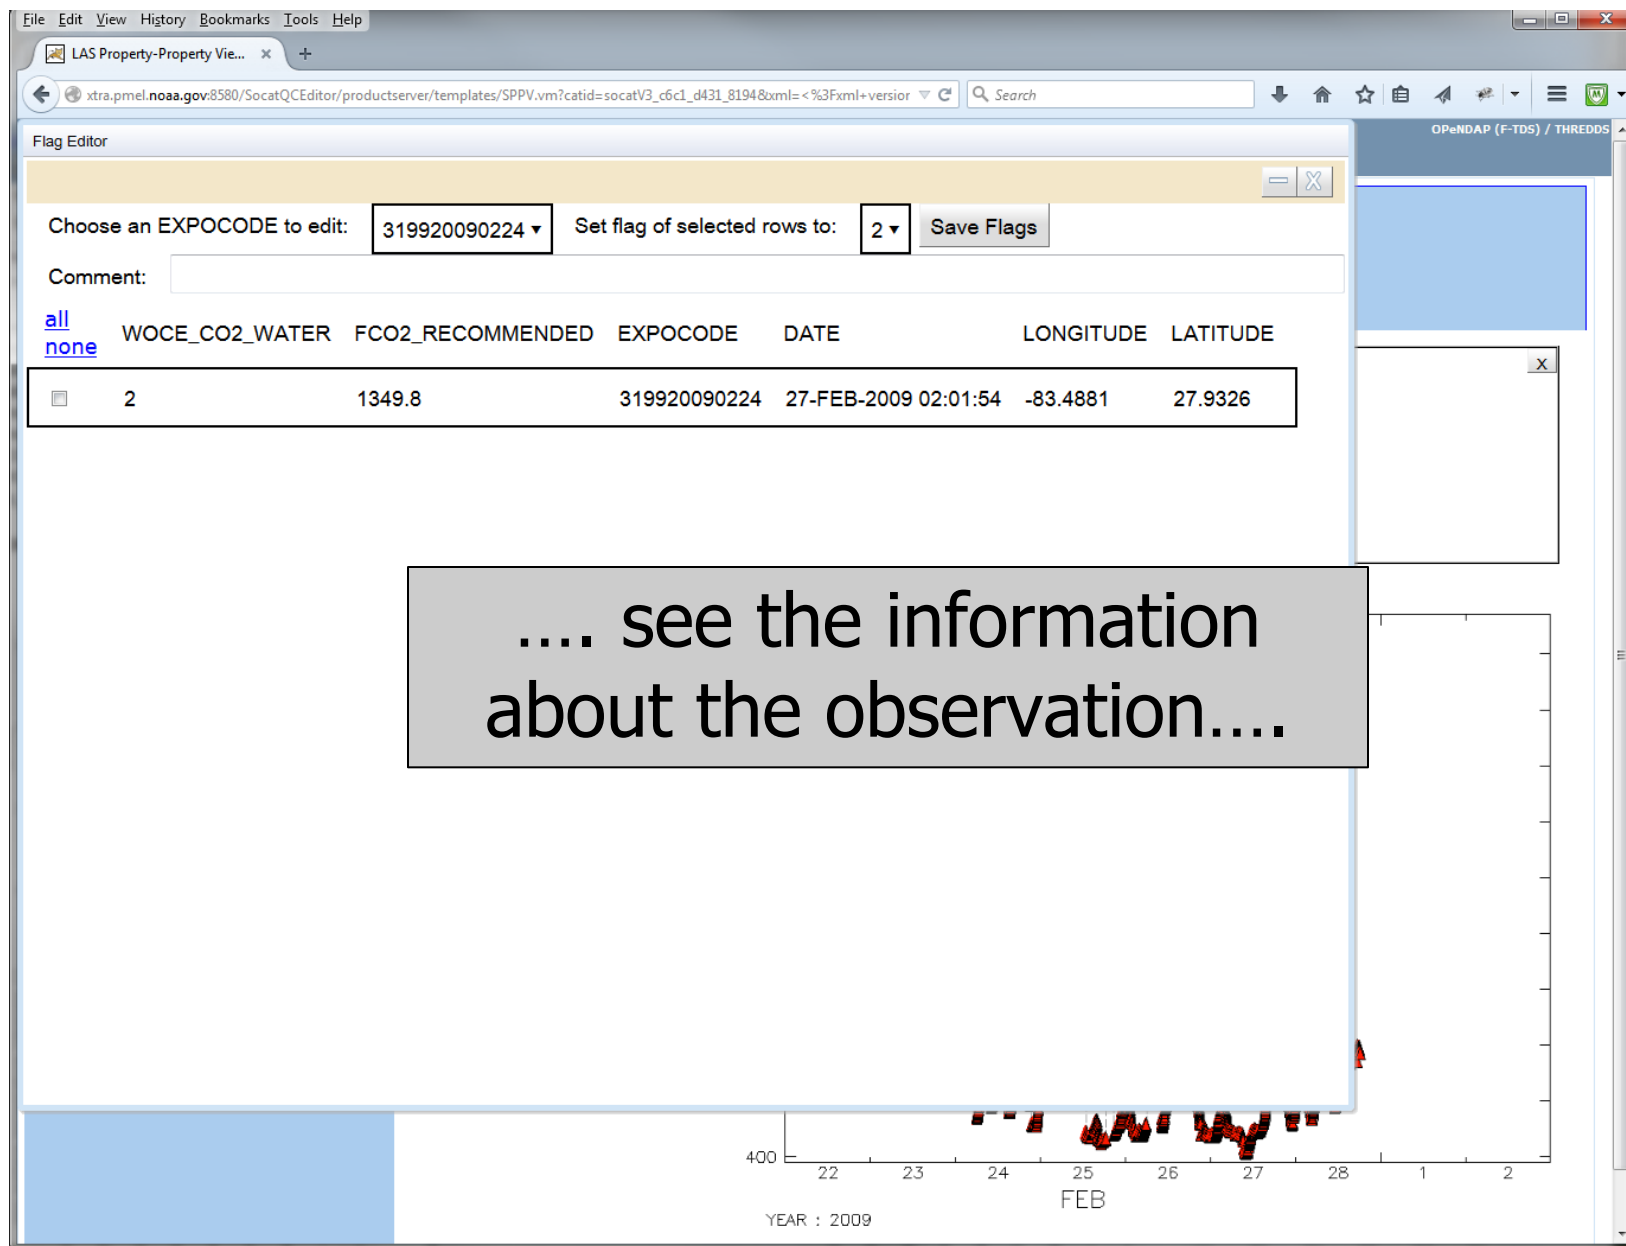 File Edit View History Bookmarks Tools Help
LAS Property-Property Vie... × +
xtra.pmel.noaa.gov:8580/SocatQCEditor/productserver/templates/SPPV.vm?catid=socatV3_c6c1_d431_8194&xml=<%3Fxml+version
Search
OPeNDAP (F-TDS) / THREDDS
Flag Editor
X
Choose an EXPOCODE to edit: 319920090224 ▾ Set flag of selected rows to: 2 ▾ Save Flags
Comment:
all
none
WOCE_CO2_WATER FCO2_RECOMMENDED EXPOCODE DATE LONGITUDE LATITUDE
2 1349.8 319920090224 27-FEB-2009 02:01:54 -83.4881 27.9326
X
.... see the information
about the observation....
400
22 23 24 25 26 27 28 1 2
FEB
YEAR : 2009